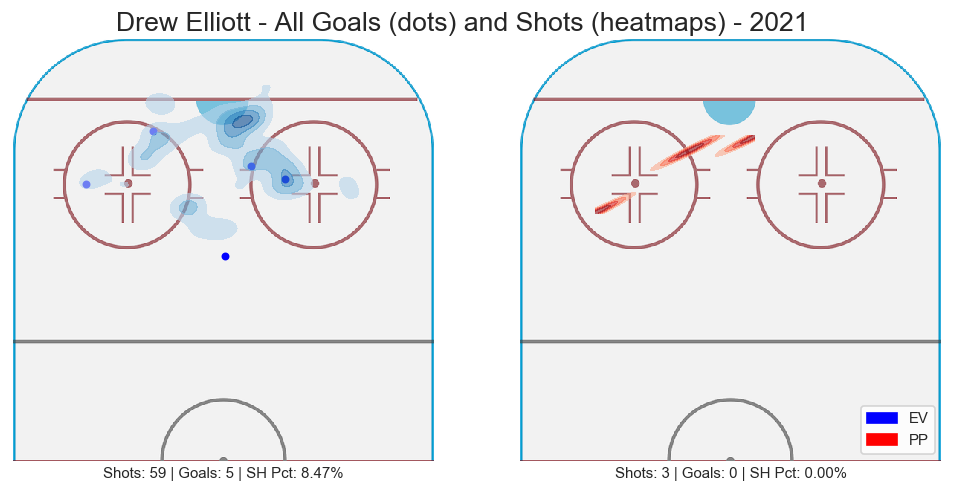 Drew Elliott - All Goals (dots) and Shots (heatmaps) - 2021
EV
PP
Shots: 59 | Goals: 5 | SH Pct: 8.47%
Shots: 3 | Goals: 0 | SH Pct: 0.00%